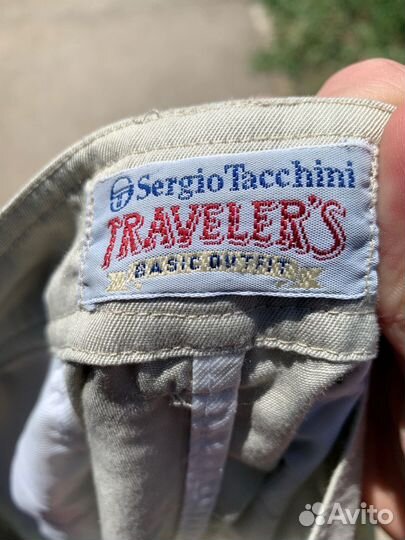 Sergio Tacchini
TRAVELER'S
BASIC OUTFIT
Avito